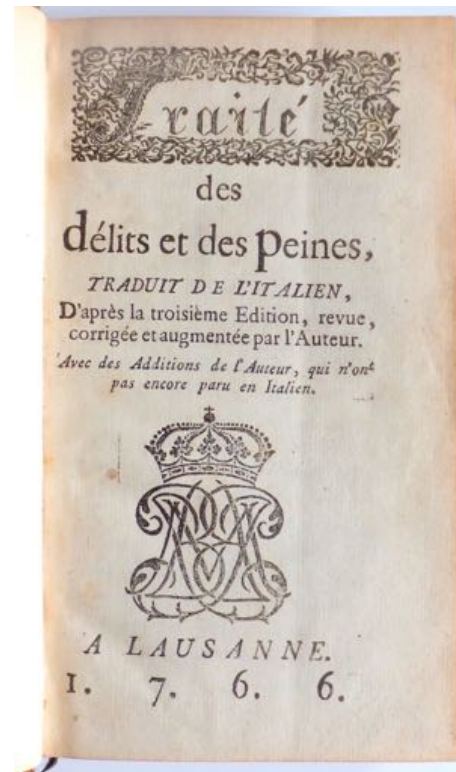 Traité
des
délits et des peines,
TRADUIT DE L'ITALIEN,
D'après la troisième Edition, revue,
corrigée et augmentée par l'Auteur.
Avec des Additions de l'Auteur, qui n'ont
pas encore paru en Italien.
A LAUSANNE.
1. 7. 6. 6.